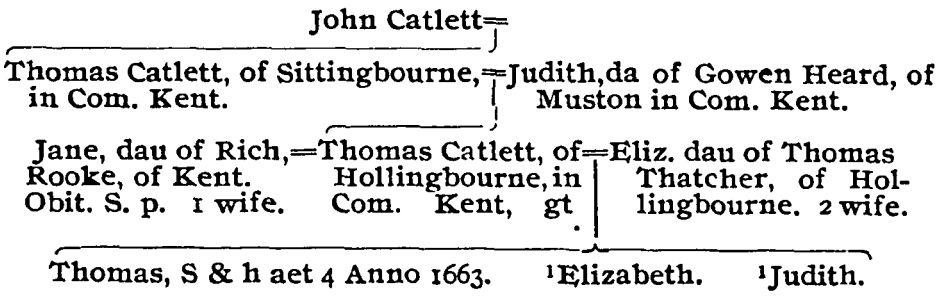 John Catlett=
Thomas Catlett, of Sittingbourne,=Judith,da of Gowen Heard, of
in Com. Kent. Muston in Com. Kent.
Jane, dau of Rich,=Thomas Catlett, of=Eliz. dau of Thomas
Rooke, of Kent. Hollingbourne, in Thatcher, of Hol-
Obit. S. p. 1 wife. Com. Kent, gt lingbourne. 2 wife.
Thomas, S & h aet 4 Anno 1663. ¹Elizabeth. ¹Judith.